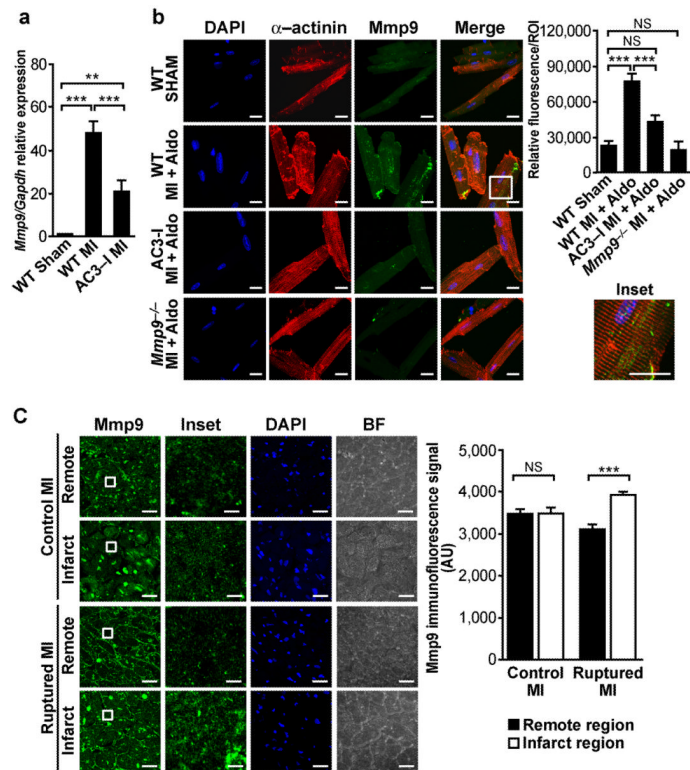 a
Mmp9/Gapdh relative expression
80
60
40
20
0
**
*** ***
WT Sham
WT MI
AC3–I MI
b
DAPI α–actinin Mmp9 Merge
WT
SHAM
WT
MI + Aldo
AC3–I
MI + Aldo
Mmp9–/–
MI + Aldo
Relative fluorescence/ROI
120,000
90,000
60,000
30,000
0
NS
NS
*** ***
WT Sham
WT MI + Aldo
AC3–I MI + Aldo
Mmp9–/– MI + Aldo
Inset
C
Mmp9 Inset DAPI BF
Control MI
Remote
Infarct
Ruptured MI
Remote
Infarct
Mmp9 immunofluorescence signal
(AU)
5,000
4,000
3,000
2,000
1,000
0
NS
***
Control
MI
Ruptured
MI
Remote region
Infarct region